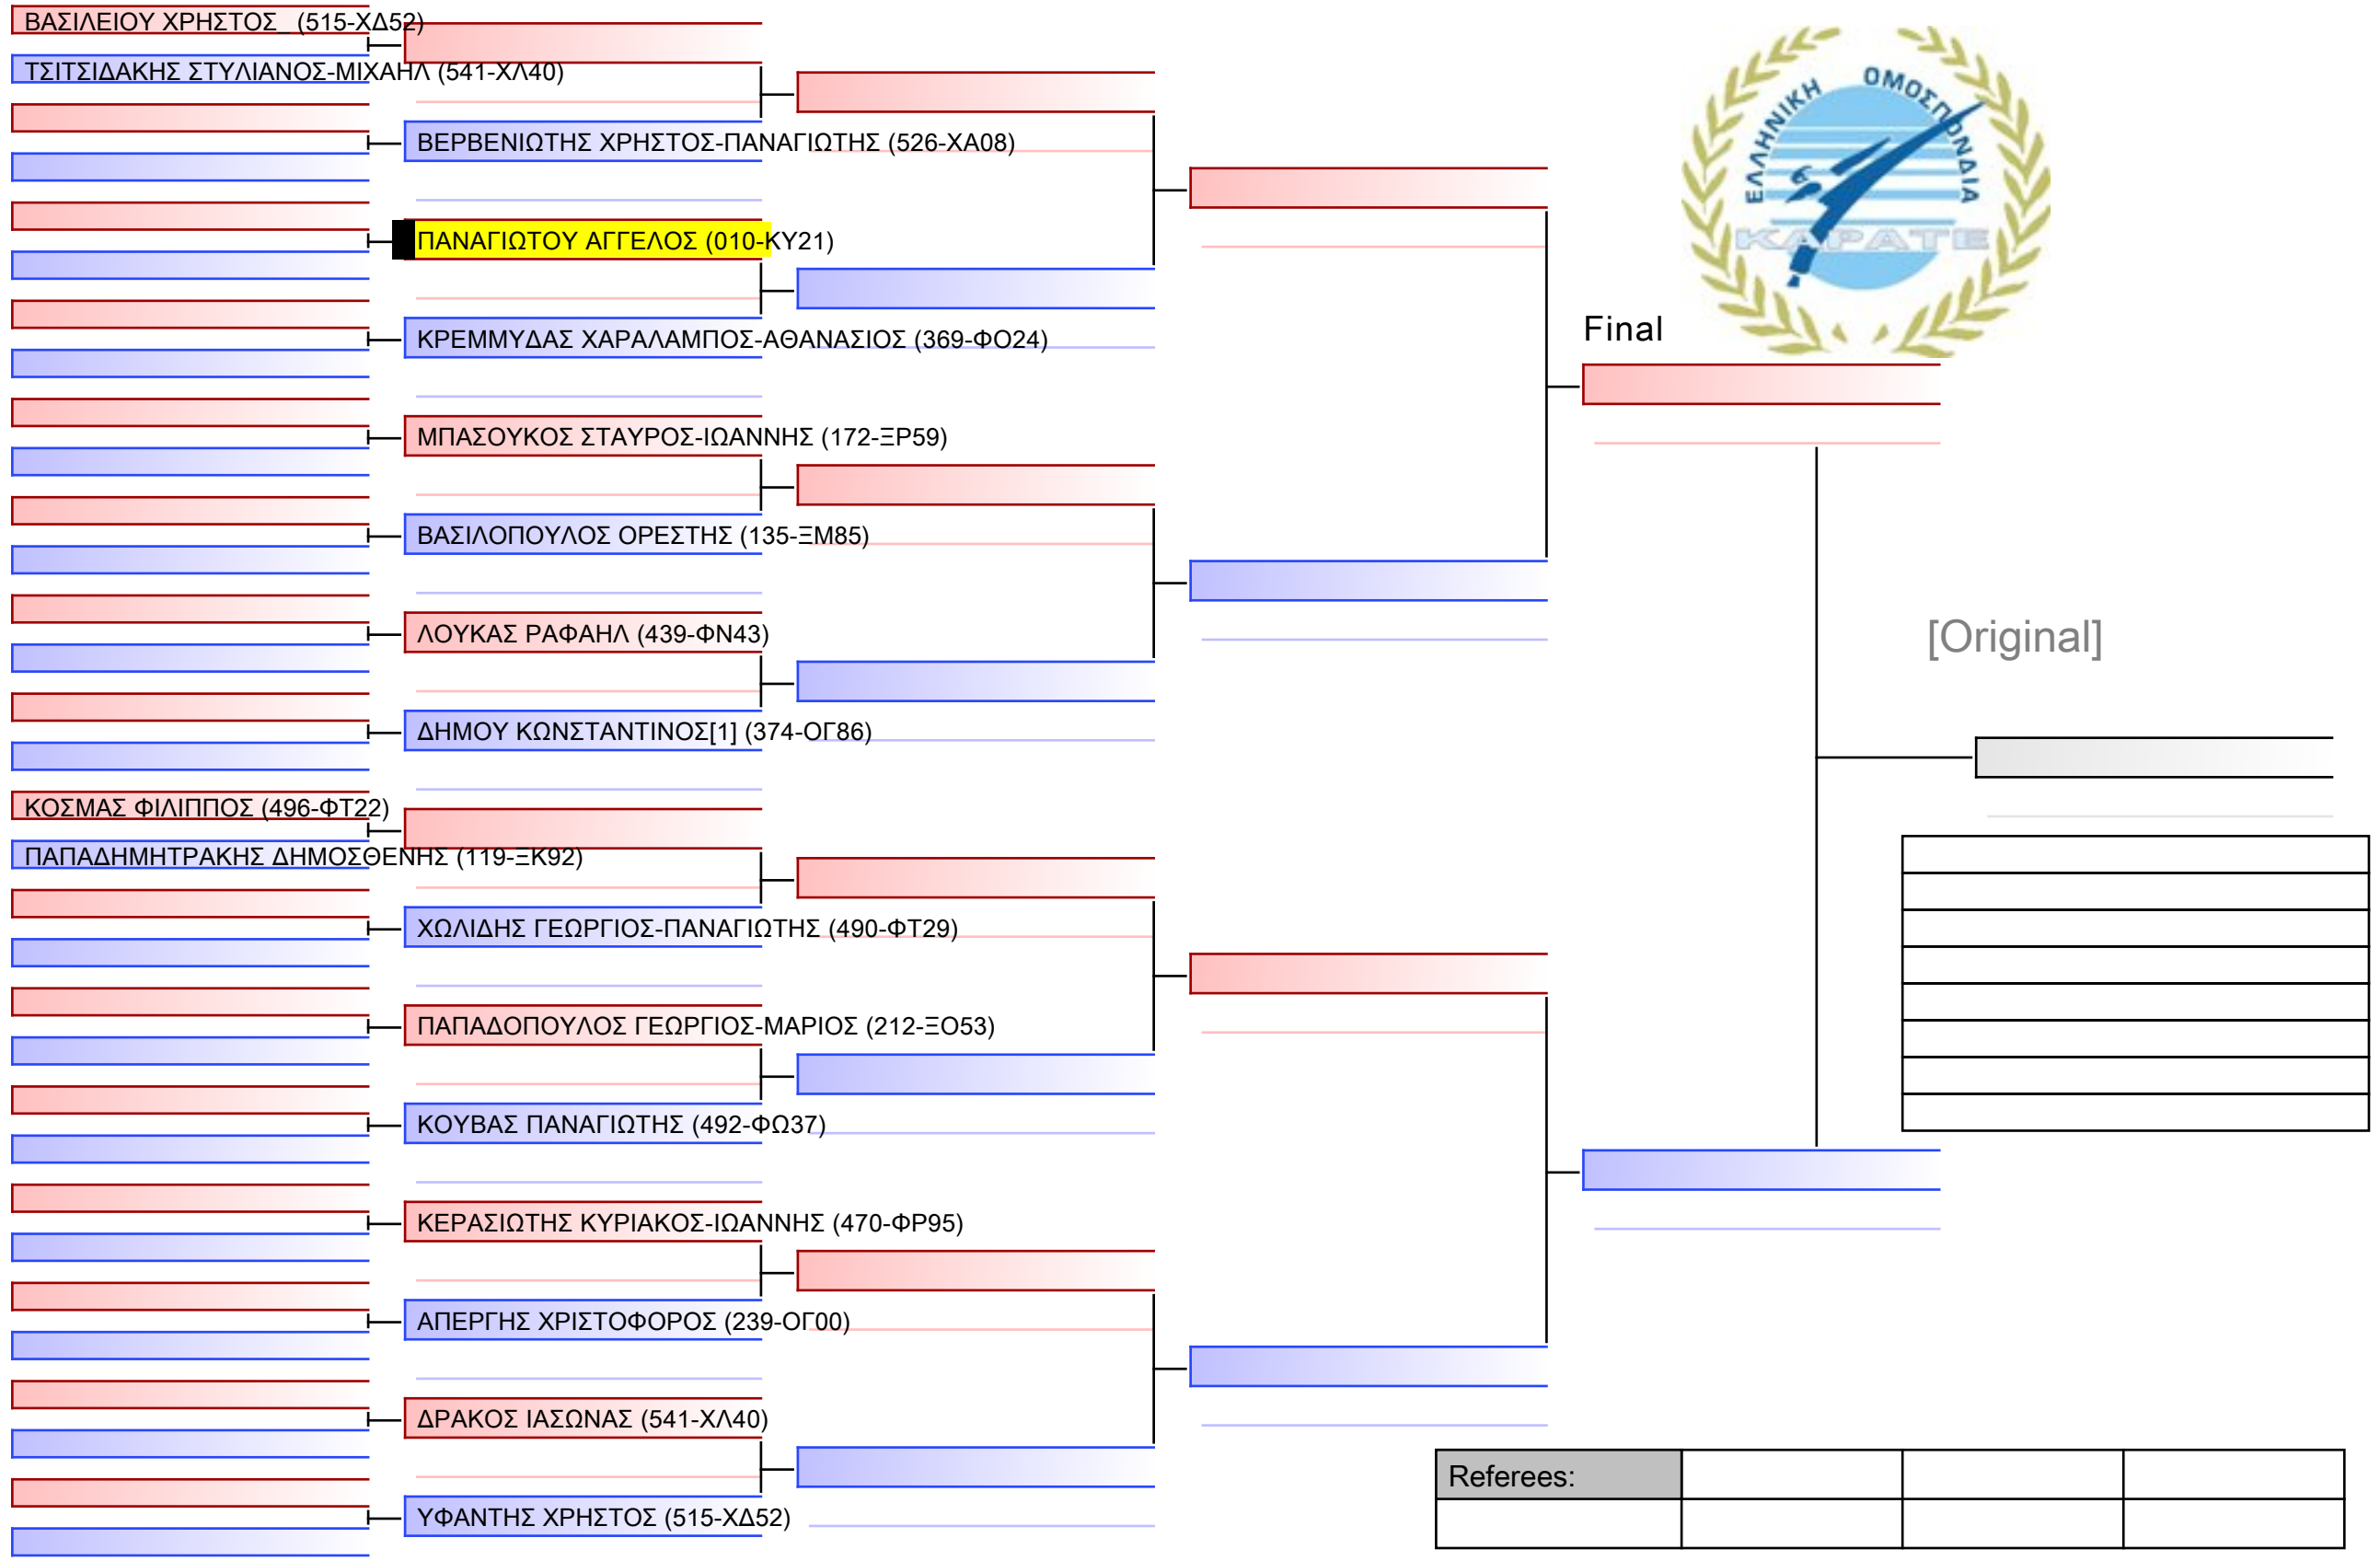 ΒΑΣΙΛΕΙΟΥ ΧΡΗΣΤΟΣ_ (515-ΧΔ52)
ΤΣΙΤΣΙΔΑΚΗΣ ΣΤΥΛΙΑΝΟΣ-ΜΙΧΑΗΛ (541-ΧΛ40)
ΒΕΡΒΕΝΙΩΤΗΣ ΧΡΗΣΤΟΣ-ΠΑΝΑΓΙΩΤΗΣ (526-ΧΑ08)
ΠΑΝΑΓΙΩΤΟΥ ΑΓΓΕΛΟΣ (010-ΚΥ21)
ΚΡΕΜΜΥΔΑΣ ΧΑΡΑΛΑΜΠΟΣ-ΑΘΑΝΑΣΙΟΣ (369-ΦΟ24)
ΜΠΑΣΟΥΚΟΣ ΣΤΑΥΡΟΣ-ΙΩΑΝΝΗΣ (172-ΞΡ59)
ΒΑΣΙΛΟΠΟΥΛΟΣ ΟΡΕΣΤΗΣ (135-ΞΜ85)
ΛΟΥΚΑΣ ΡΑΦΑΗΛ (439-ΦΝ43)
ΔΗΜΟΥ ΚΩΝΣΤΑΝΤΙΝΟΣ[1] (374-ΟΓ86)
ΚΟΣΜΑΣ ΦΙΛΙΠΠΟΣ (496-ΦΤ22)
ΠΑΠΑΔΗΜΗΤΡΑΚΗΣ ΔΗΜΟΣΘΕΝΗΣ (119-ΞΚ92)
ΧΩΛΙΔΗΣ ΓΕΩΡΓΙΟΣ-ΠΑΝΑΓΙΩΤΗΣ (490-ΦΤ29)
ΠΑΠΑΔΟΠΟΥΛΟΣ ΓΕΩΡΓΙΟΣ-ΜΑΡΙΟΣ (212-ΞΟ53)
ΚΟΥΒΑΣ ΠΑΝΑΓΙΩΤΗΣ (492-ΦΩ37)
ΚΕΡΑΣΙΩΤΗΣ ΚΥΡΙΑΚΟΣ-ΙΩΑΝΝΗΣ (470-ΦΡ95)
ΑΠΕΡΓΗΣ ΧΡΙΣΤΟΦΟΡΟΣ (239-ΟΓ00)
ΔΡΑΚΟΣ ΙΑΣΩΝΑΣ (541-ΧΛ40)
ΥΦΑΝΤΗΣ ΧΡΗΣΤΟΣ (515-ΧΔ52)
ΕΛΛΗΝΙΚΗ ΟΜΟΣΠΟΝΔΙΑ
ΚΑΡΑΤΕ
Final
[Original]
Referees: